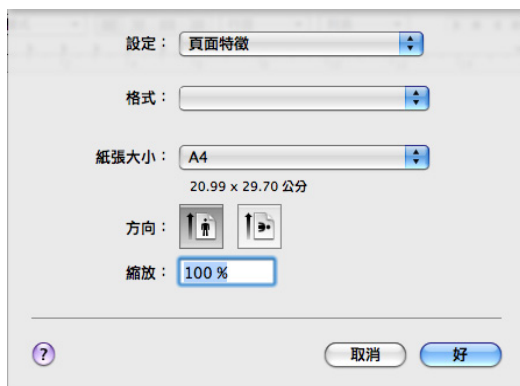 設定： 頁面特徵
格式：
紙張大小： A4
20.99 x 29.70 公分
方向：
縮放： 100 %
? 取消 好